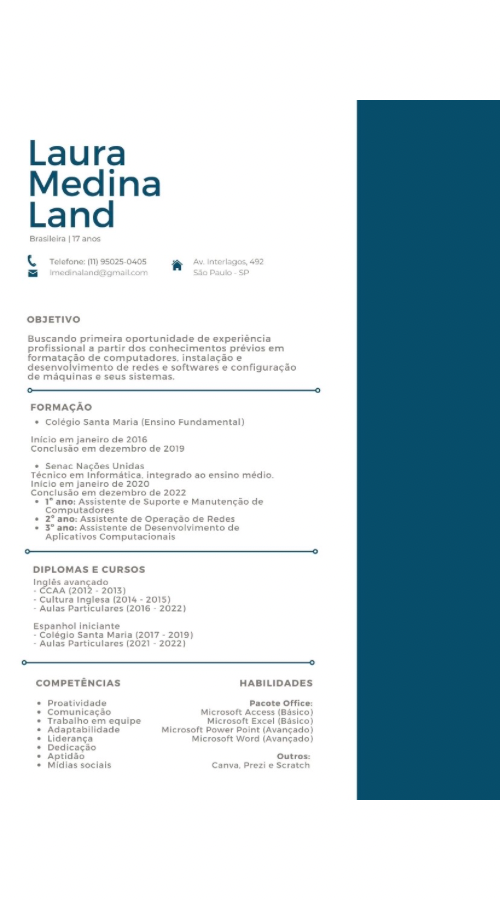 Laura
Medina
Land
Brasileira | 17 anos
Telefone: (11) 95025-0405
lmedinaland@gmail.com
Av. Interlagos, 492
São Paulo - SP
OBJETIVO
Buscando primeira oportunidade de experiência
profissional a partir dos conhecimentos prévios em
formatação de computadores, instalação e
desenvolvimento de redes e softwares e configuração
de máquinas e seus sistemas.
FORMAÇÃO
• Colégio Santa Maria (Ensino Fundamental)
Início em janeiro de 2016
Conclusão em dezembro de 2019
• Senac Nações Unidas
Técnico em Informática, integrado ao ensino médio.
Início em janeiro de 2020
Conclusão em dezembro de 2022
• 1º ano: Assistente de Suporte e Manutenção de
Computadores
• 2º ano: Assistente de Operação de Redes
• 3º ano: Assistente de Desenvolvimento de
Aplicativos Computacionais
DIPLOMAS E CURSOS
Inglês avançado
- CCAA (2012 - 2013)
- Cultura Inglesa (2014 - 2015)
- Aulas Particulares (2016 - 2022)
Espanhol iniciante
- Colégio Santa Maria (2017 - 2019)
- Aulas Particulares (2021 - 2022)
COMPETÊNCIAS
• Proatividade
• Comunicação
• Trabalho em equipe
• Adaptabilidade
• Liderança
• Dedicação
• Aptidão
• Mídias sociais
HABILIDADES
Pacote Office:
Microsoft Access (Básico)
Microsoft Excel (Básico)
Microsoft Power Point (Avançado)
Microsoft Word (Avançado)
Outros:
Canva, Prezi e Scratch